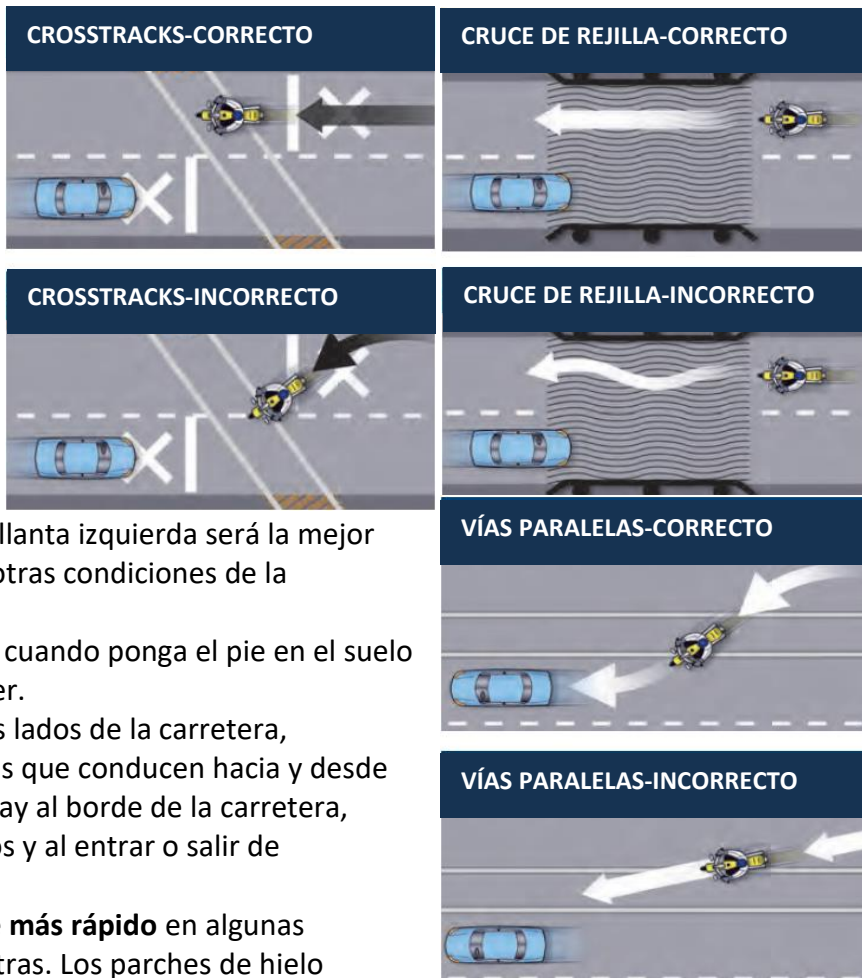 CROSSTRACKS-CORRECTO
CRUCE DE REJILLA-CORRECTO
CROSSTRACKS-INCORRECTO
CRUCE DE REJILLA-INCORRECTO
llanta izquierda será la mejor
otras condiciones de la
cuando ponga el pie en el suelo
er.
s lados de la carretera,
s que conducen hacia y desde
ay al borde de la carretera,
os y al entrar o salir de
más rápido en algunas
tras. Los parches de hielo
VÍAS PARALELAS-CORRECTO
VÍAS PARALELAS-INCORRECTO